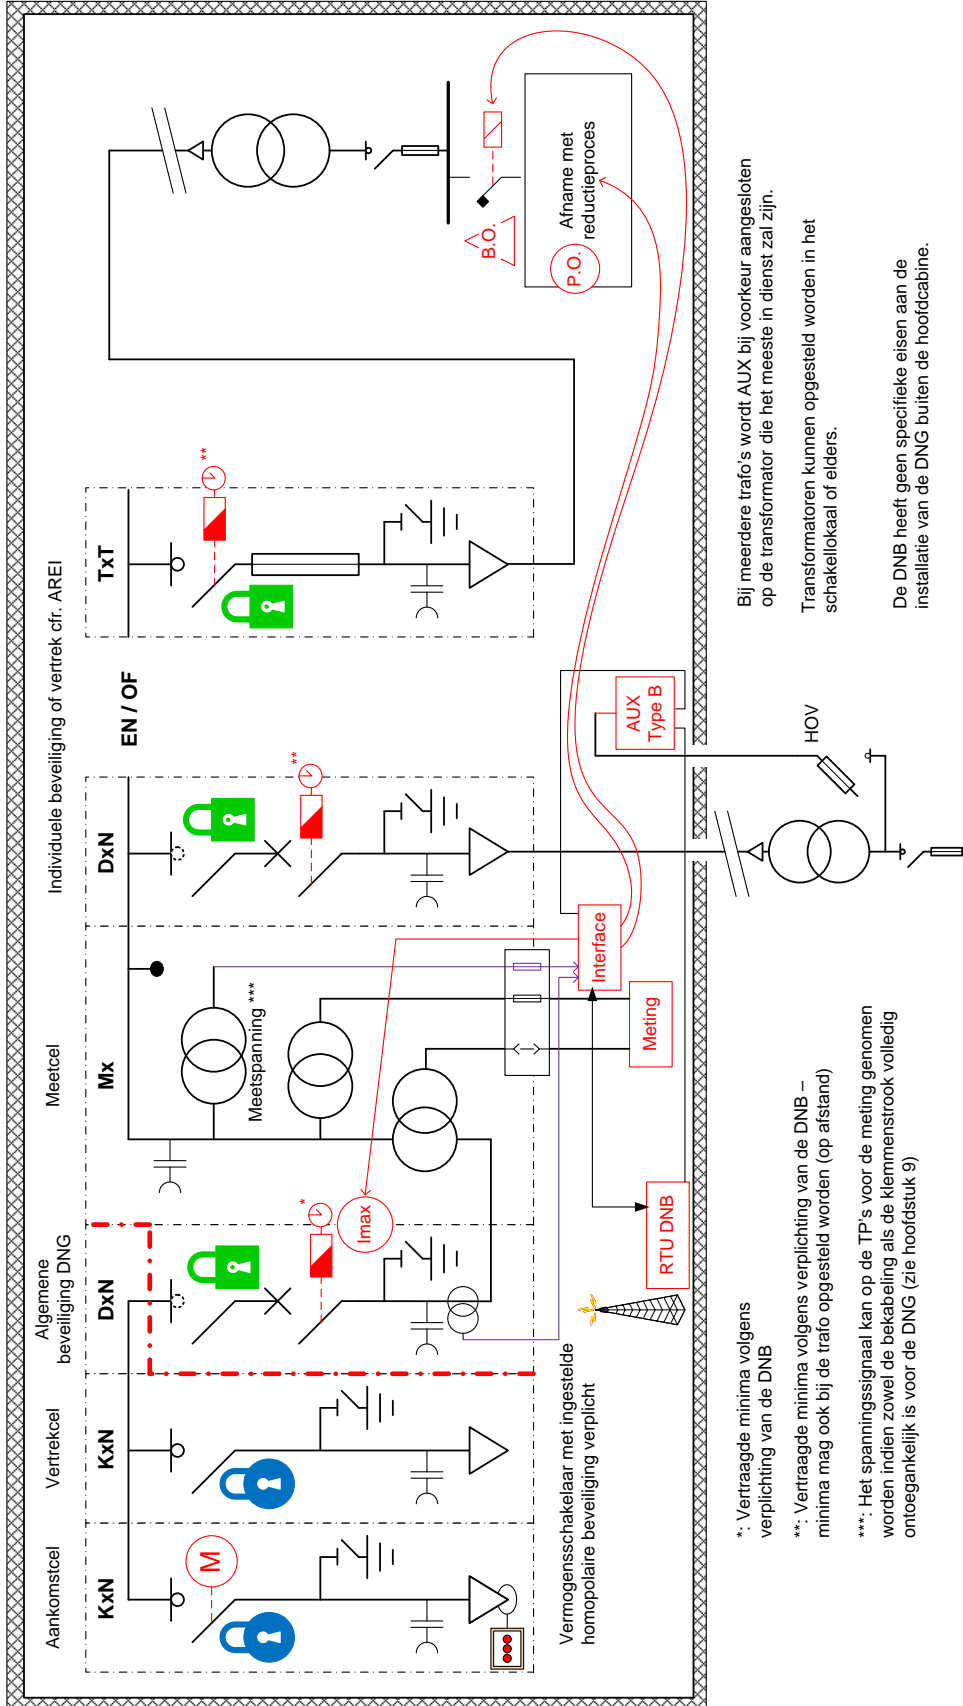 Aankomstcel
Vertrekcel
Algemene
beveiliging DNG
Meetcel
Individuele beveiliging of vertrek cfr. AREI
KxN
KxN
DxN
Mx
DxN
EN / OF
TxT
M
*
**
**
Imax
Meetspanning ***
B.O.
P.O.
Afname met
reductieproces
Vermogensschakelaar met ingestelde
homopolaire beveiliging verplicht
RTU DNB
Meting
Interface
AUX
Type B
HOV
*: Vertraagde minima volgens
verplichting van de DNB
**: Vertraagde minima volgens verplichting van de DNB –
minima mag ook bij de trafo opgesteld worden (op afstand)
***: Het spanningssignaal kan op de TP's voor de meting genomen
worden indien zowel de bekabeling als de klemmenstrook volledig
ontoegankelijk is voor de DNG (zie hoofdstuk 9)
Bij meerdere trafo's wordt AUX bij voorkeur aangesloten
op de transformator die het meeste in dienst zal zijn.
Transformatoren kunnen opgesteld worden in het
schakellokaal of elders.
De DNB heeft geen specifieke eisen aan de
installatie van de DNG buiten de hoofdcabine.